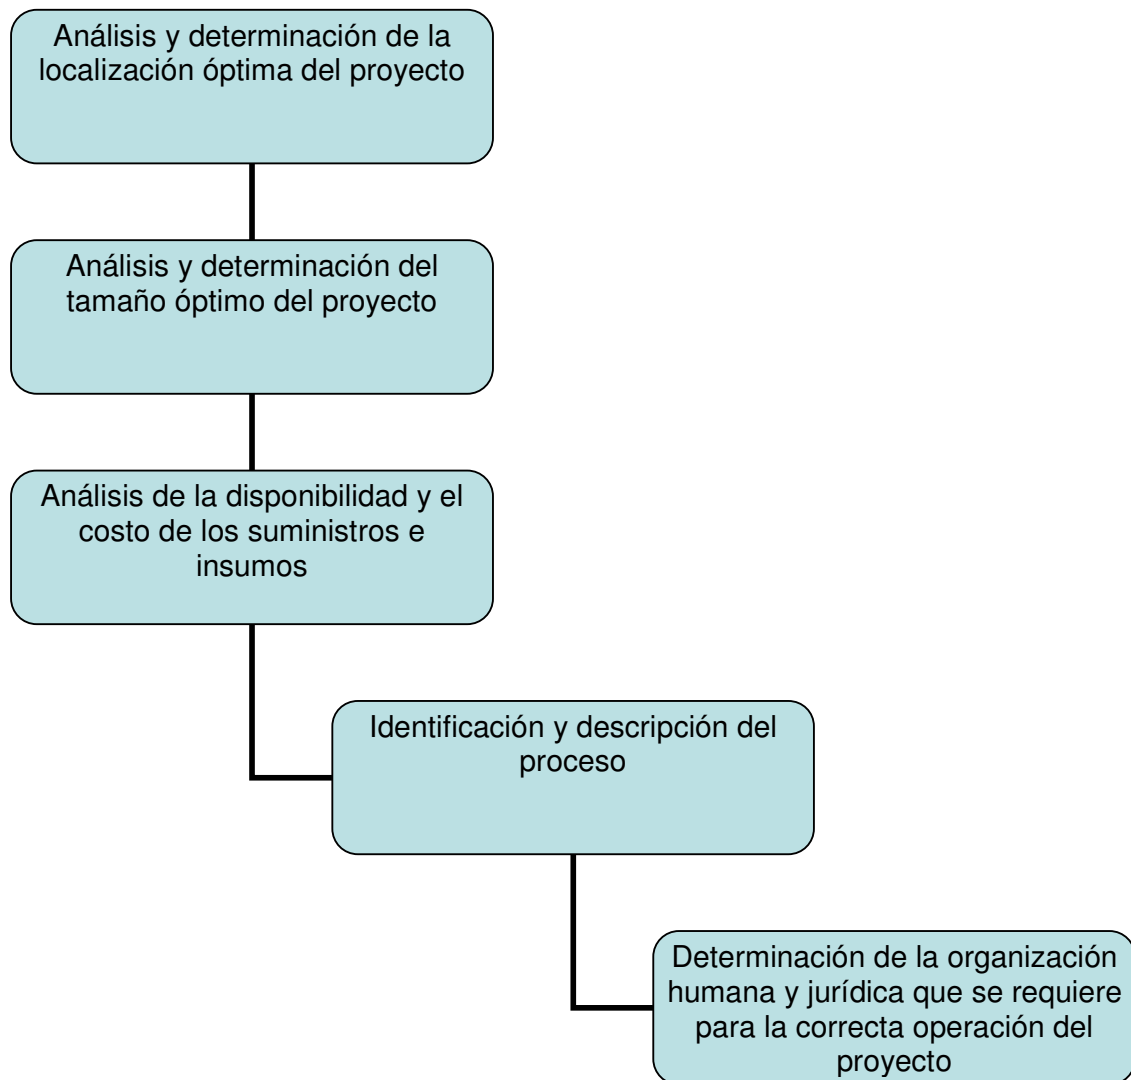 Análisis y determinación de la
localización óptima del proyecto
Análisis y determinación del
tamaño óptimo del proyecto
Análisis de la disponibilidad y el
costo de los suministros e
insumos
Identificación y descripción del
proceso
Determinación de la organización
humana y jurídica que se requiere
para la correcta operación del
proyecto